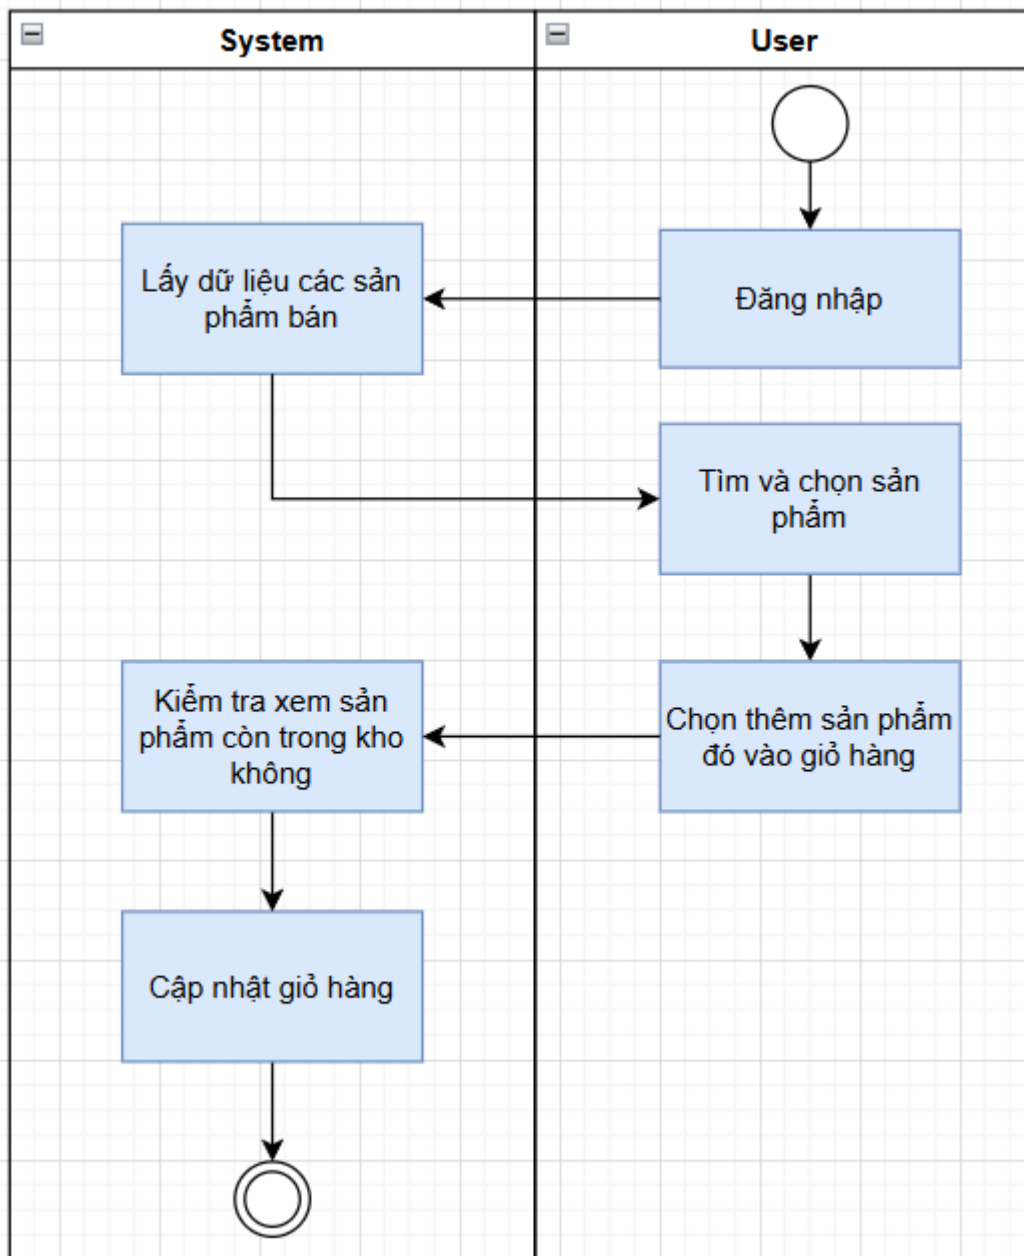 System
User
Đăng nhập
Lấy dữ liệu các sản
phẩm bán
Tìm và chọn sản
phẩm
Chọn thêm sản phẩm
đó vào giỏ hàng
Kiểm tra xem sản
phẩm còn trong kho
không
Cập nhật giỏ hàng